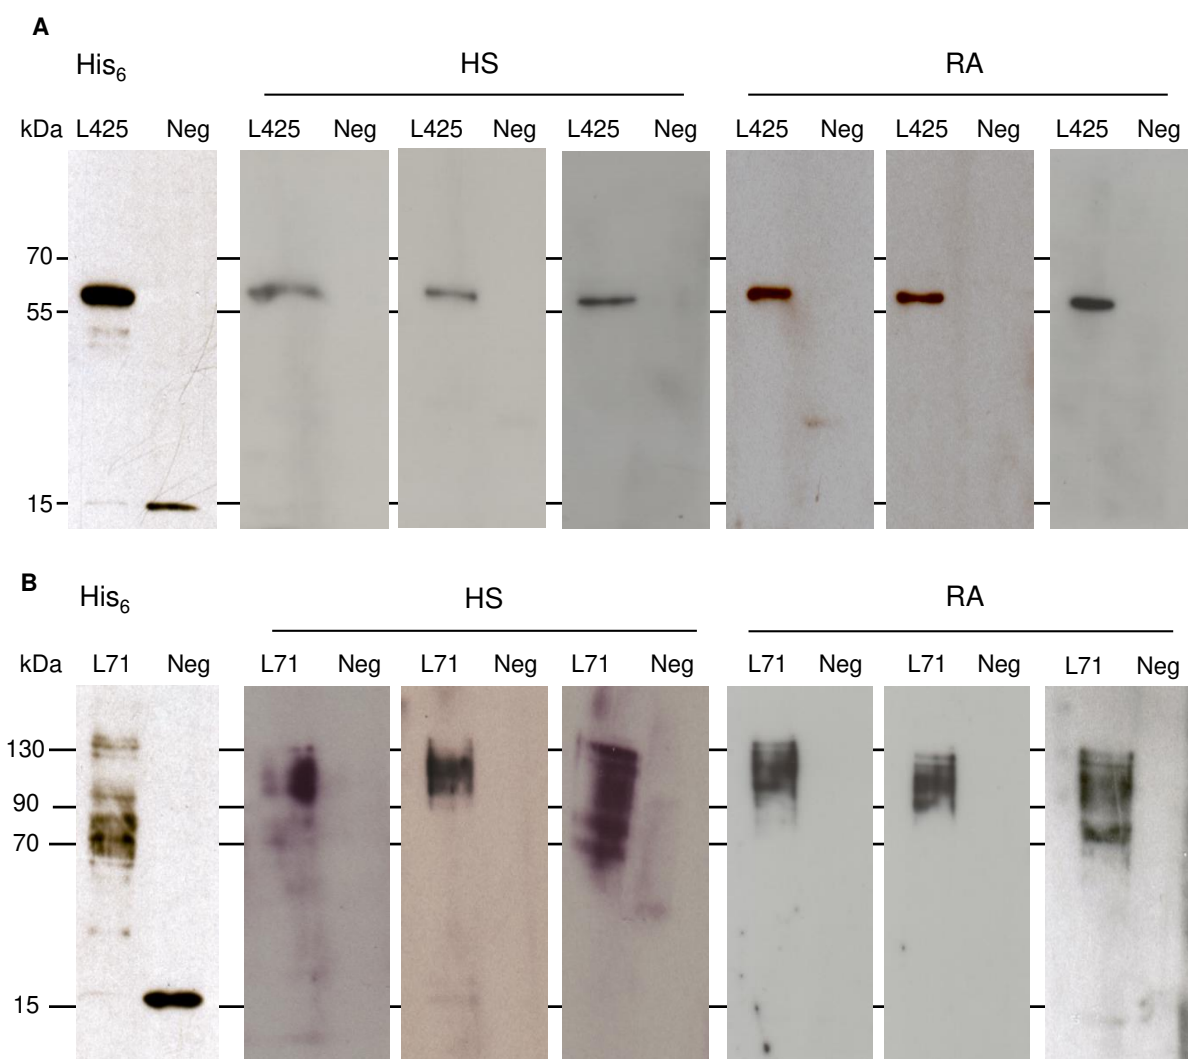 A
His6 HS RA
kDa L425 Neg L425 Neg L425 Neg L425 Neg L425 Neg L425 Neg L425 Neg
70
55
15
B
His6 HS RA
kDa L71 Neg L71 Neg L71 Neg L71 Neg L71 Neg L71 Neg L71 Neg
130
90
70
15